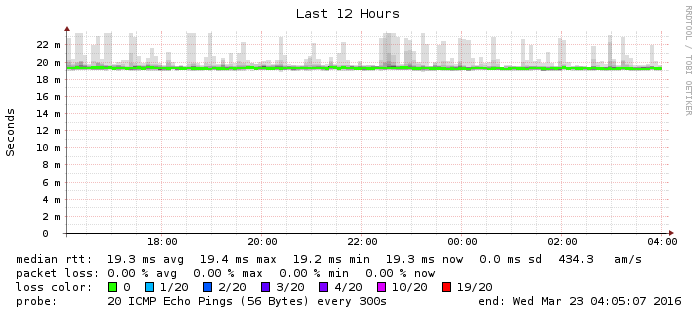 Last 12 Hours
RRDTOOL / TOBI OETIKER
Seconds
22 m
20 m
18 m
16 m
14 m
12 m
10 m
8 m
6 m
4 m
2 m
0
18:00 20:00 22:00 00:00 02:00 04:00
median rtt: 19.3 ms avg 19.4 ms max 19.2 ms min 19.3 ms now 0.0 ms sd 434.3 am/s
packet loss: 0.00 % avg 0.00 % max 0.00 % min 0.00 % now
loss color: 0 1/20 2/20 3/20 4/20 10/20 19/20
probe: 20 ICMP Echo Pings (56 Bytes) every 300s end: Wed Mar 23 04:05:07 2016